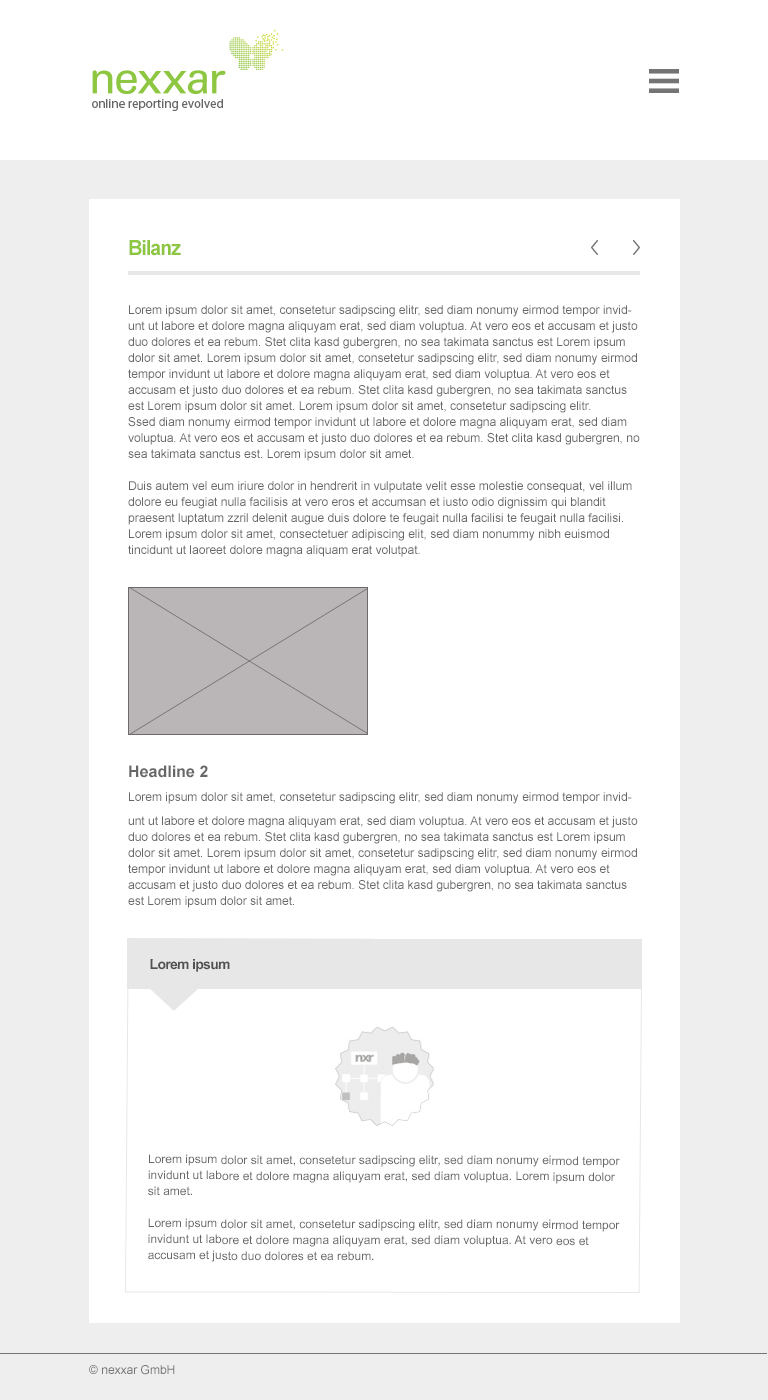 nexxar
online reporting evolved
Bilanz
Lorem ipsum dolor sit amet, consetetur sadipscing elitr, sed diam nonumy eirmod tempor invid-
unt ut labore et dolore magna aliquyam erat, sed diam voluptua. At vero eos et accusam et justo
duo dolores et ea rebum. Stet clita kasd gubergren, no sea takimata sanctus est Lorem ipsum
dolor sit amet. Lorem ipsum dolor sit amet, consetetur sadipscing elitr, sed diam nonumy eirmod
tempor invidunt ut labore et dolore magna aliquyam erat, sed diam voluptua. At vero eos et
accusam et justo duo dolores et ea rebum. Stet clita kasd gubergren, no sea takimata sanctus
est Lorem ipsum dolor sit amet. Lorem ipsum dolor sit amet, consetetur sadipscing elitr.
Ssed diam nonumy eirmod tempor invidunt ut labore et dolore magna aliquyam erat, sed diam
voluptua. At vero eos et accusam et justo duo dolores et ea rebum. Stet clita kasd gubergren, no
sea takimata sanctus est. Lorem ipsum dolor sit amet.
Duis autem vel eum iriure dolor in hendrerit in vulputate velit esse molestie consequat, vel illum
dolore eu feugiat nulla facilisis at vero eros et accumsan et iusto odio dignissim qui blandit
praesent luptatum zzril delenit augue duis dolore te feugait nulla facilisi te feugait nulla facilisi.
Lorem ipsum dolor sit amet, consectetuer adipiscing elit, sed diam nonummy nibh euismod
tincidunt ut laoreet dolore magna aliquam erat volutpat.
Headline 2
Lorem ipsum dolor sit amet, consetetur sadipscing elitr, sed diam nonumy eirmod tempor invid-
unt ut labore et dolore magna aliquyam erat, sed diam voluptua. At vero eos et accusam et justo
duo dolores et ea rebum. Stet clita kasd gubergren, no sea takimata sanctus est Lorem ipsum
dolor sit amet. Lorem ipsum dolor sit amet, consetetur sadipscing elitr, sed diam nonumy eirmod
tempor invidunt ut labore et dolore magna aliquyam erat, sed diam voluptua. At vero eos et
accusam et justo duo dolores et ea rebum. Stet clita kasd gubergren, no sea takimata sanctus
est Lorem ipsum dolor sit amet.
Lorem ipsum
nxr
Lorem ipsum dolor sit amet, consetetur sadipscing elitr, sed diam nonumy eirmod tempor
invidunt ut labore et dolore magna aliquyam erat, sed diam voluptua. Lorem ipsum dolor
sit amet.
Lorem ipsum dolor sit amet, consetetur sadipscing elitr, sed diam nonumy eirmod tempor
invidunt ut labore et dolore magna aliquyam erat, sed diam voluptua. At vero eos et
accusam et justo duo dolores et ea rebum.
© nexxar GmbH